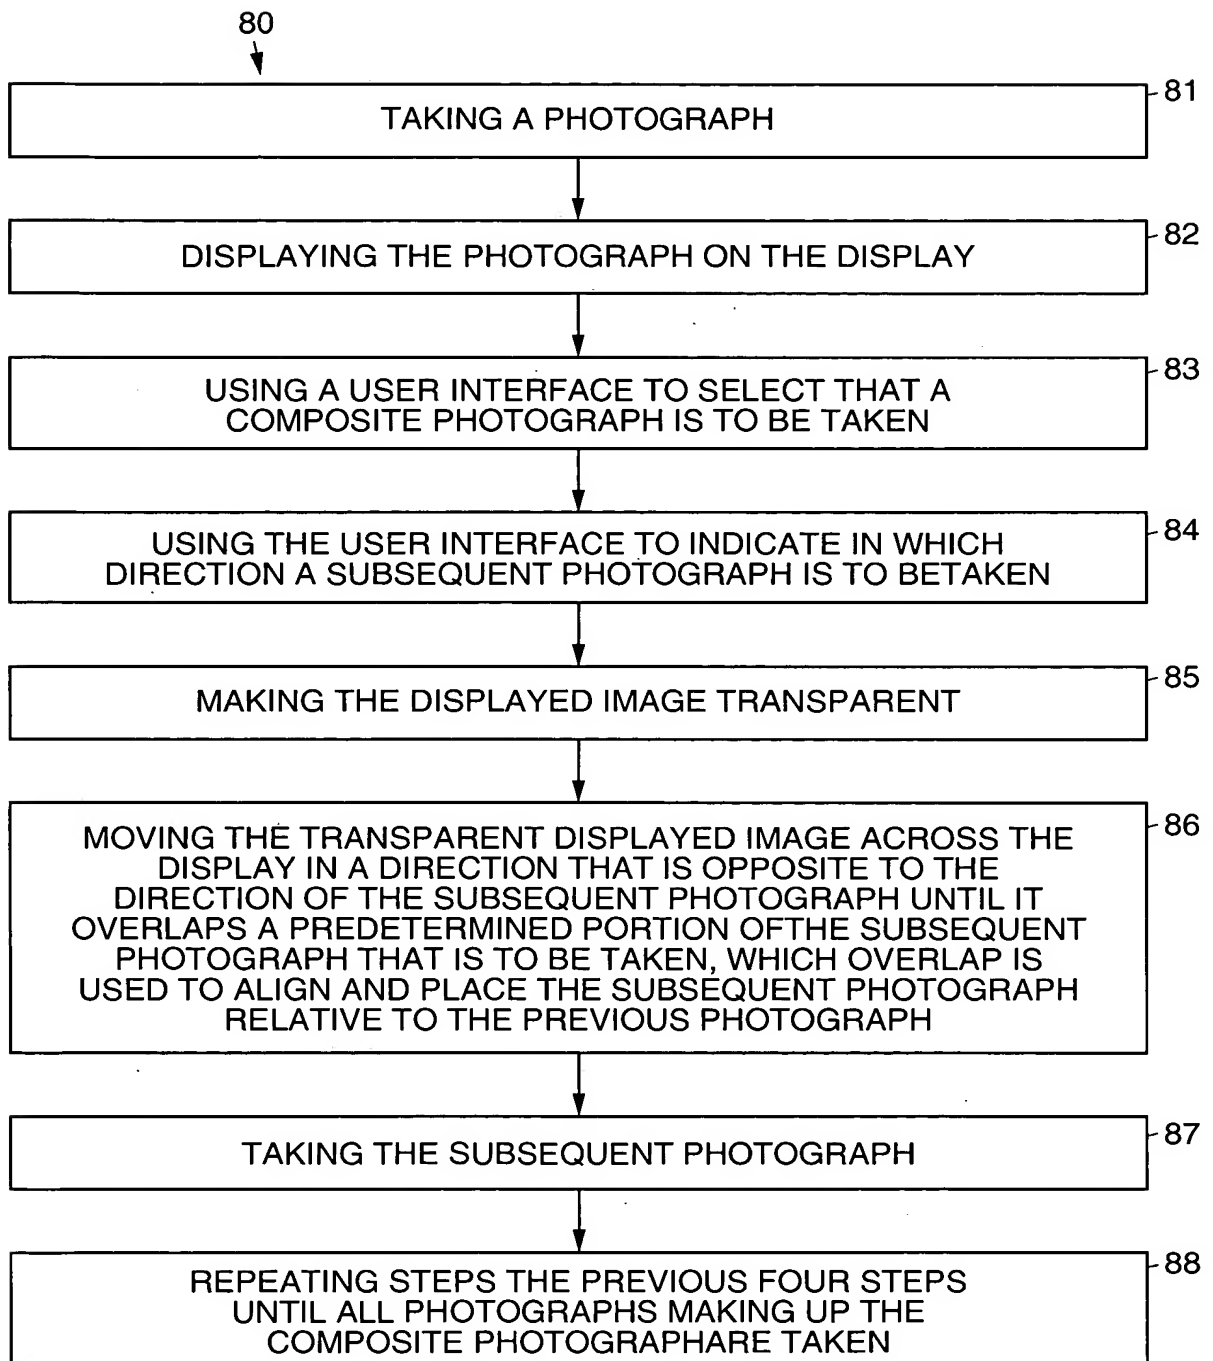 80
81
TAKING A PHOTOGRAPH
82
DISPLAYING THE PHOTOGRAPH ON THE DISPLAY
83
USING A USER INTERFACE TO SELECT THAT A
COMPOSITE PHOTOGRAPH IS TO BE TAKEN
84
USING THE USER INTERFACE TO INDICATE IN WHICH
DIRECTION A SUBSEQUENT PHOTOGRAPH IS TO BETAKEN
85
MAKING THE DISPLAYED IMAGE TRANSPARENT
86
MOVING THE TRANSPARENT DISPLAYED IMAGE ACROSS THE
DISPLAY IN A DIRECTION THAT IS OPPOSITE TO THE
DIRECTION OF THE SUBSEQUENT PHOTOGRAPH UNTIL IT
OVERLAPS A PREDETERMINED PORTION OFTHE SUBSEQUENT
PHOTOGRAPH THAT IS TO BE TAKEN, WHICH OVERLAP IS
USED TO ALIGN AND PLACE THE SUBSEQUENT PHOTOGRAPH
RELATIVE TO THE PREVIOUS PHOTOGRAPH
87
TAKING THE SUBSEQUENT PHOTOGRAPH
88
REPEATING STEPS THE PREVIOUS FOUR STEPS
UNTIL ALL PHOTOGRAPHS MAKING UP THE
COMPOSITE PHOTOGRAPHARE TAKEN